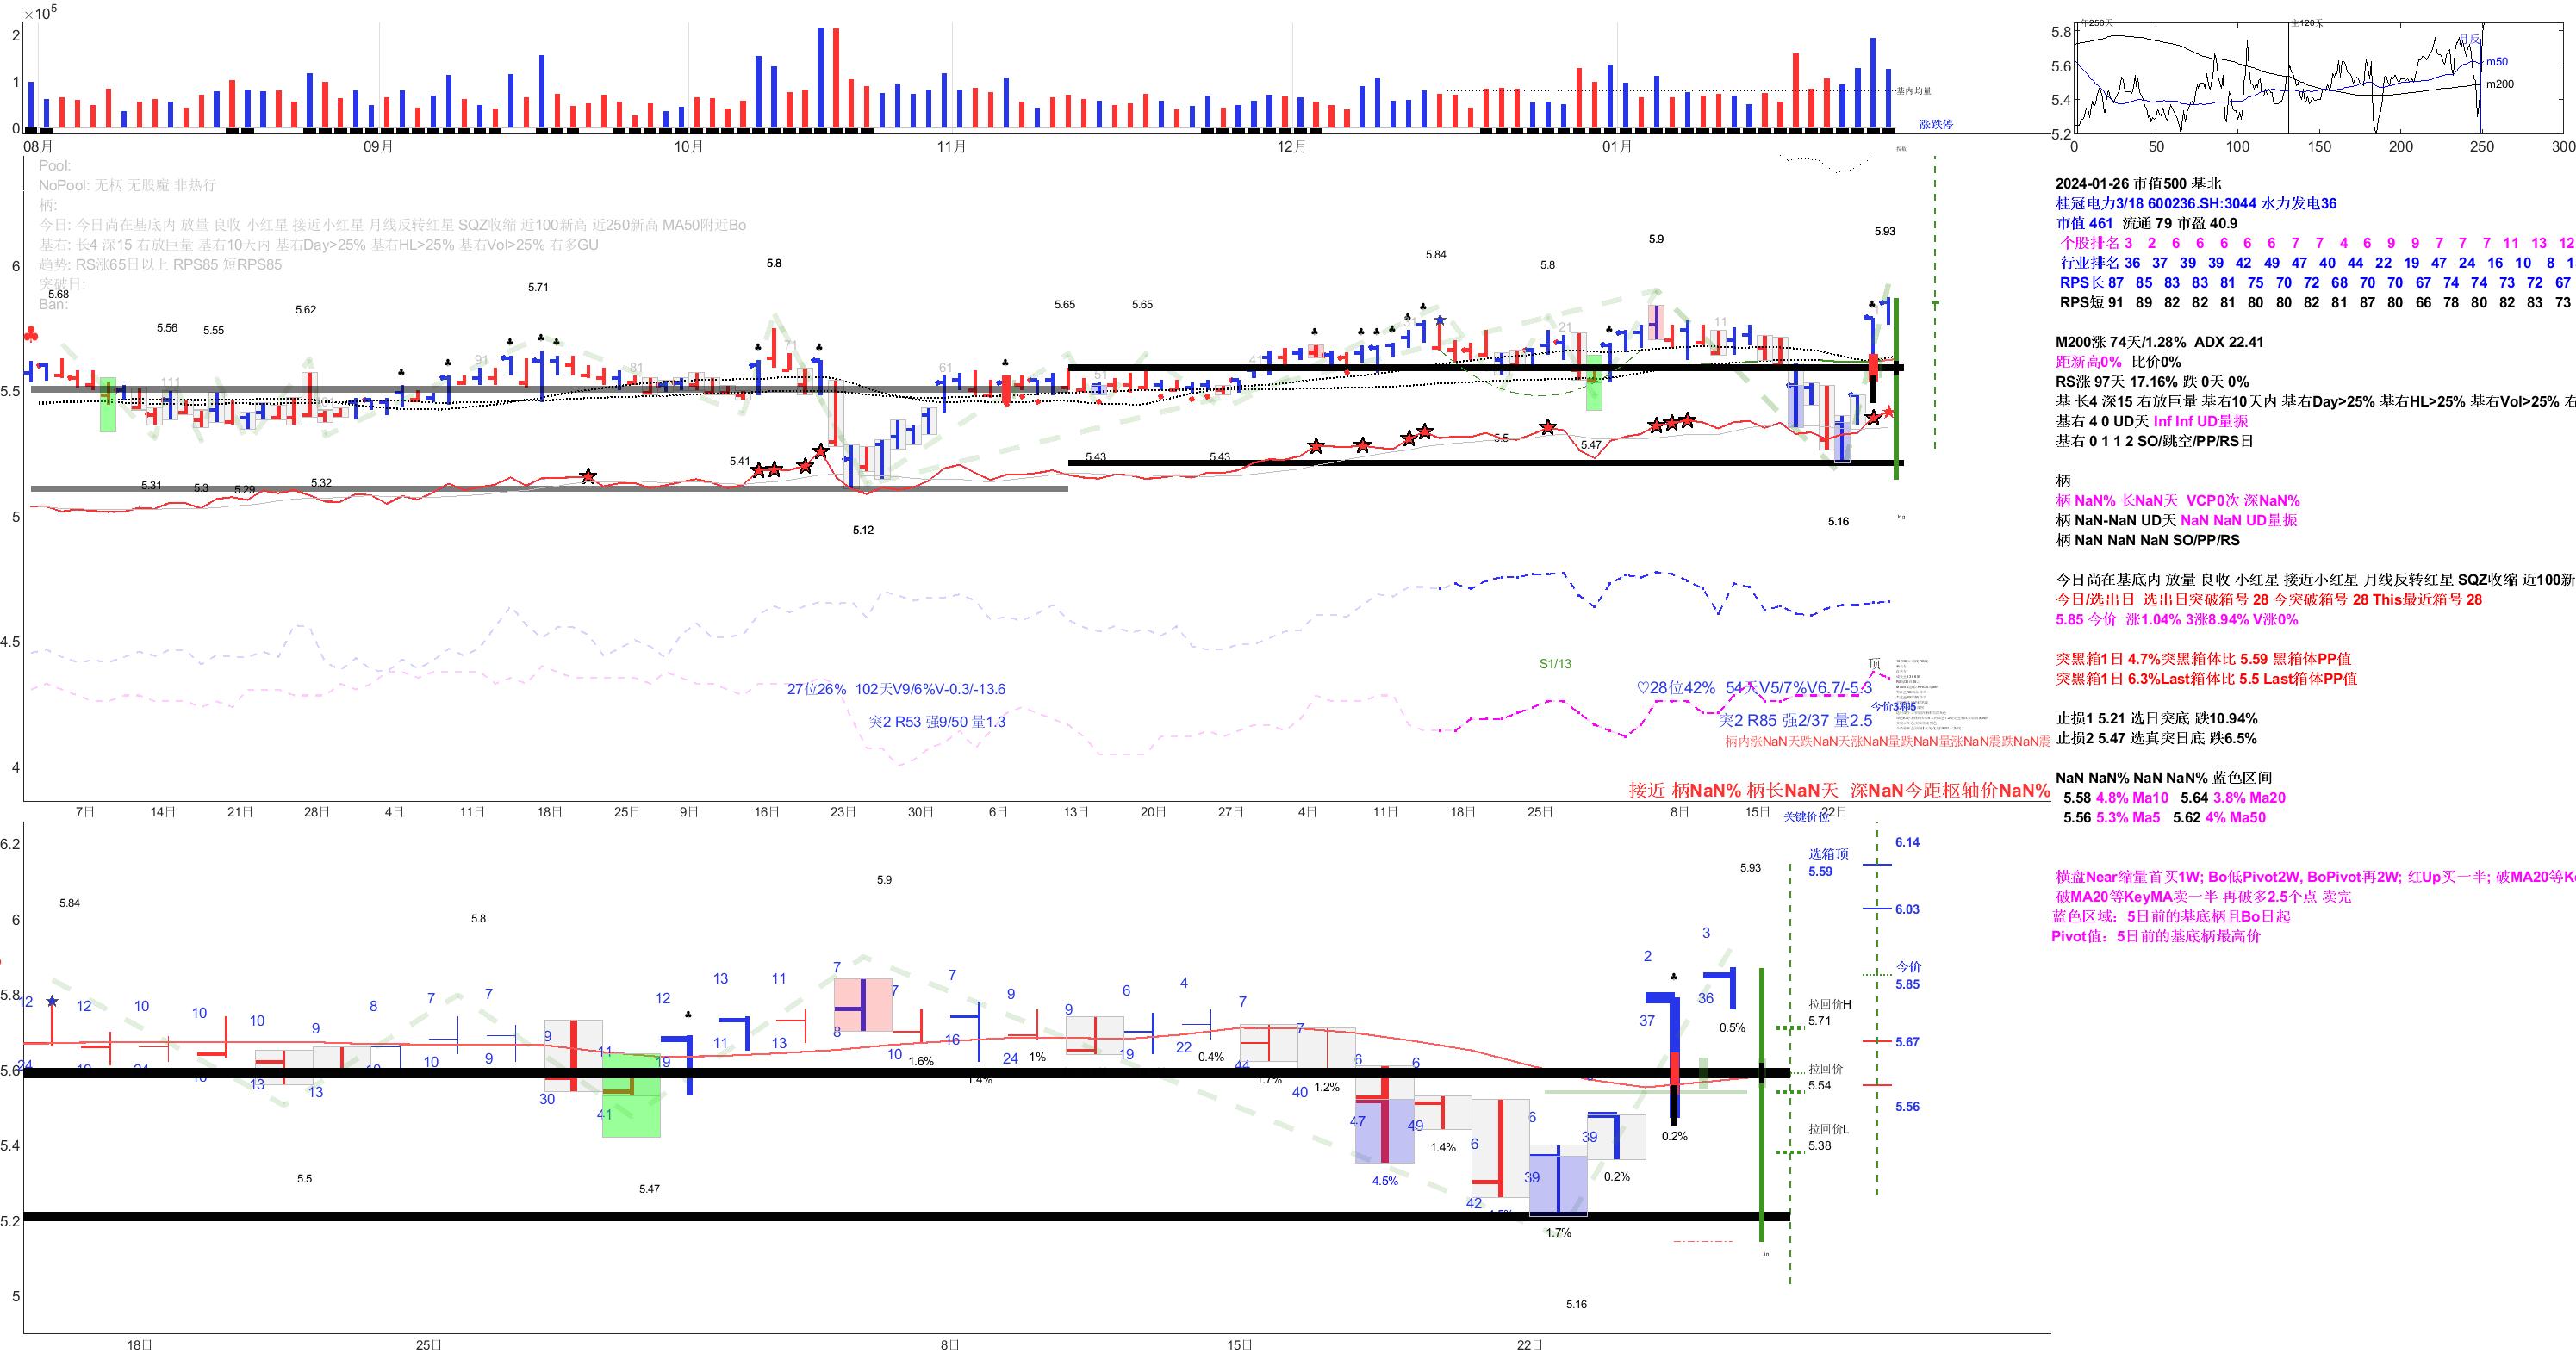 ×10⁵
2
1
0
08月 09月 10月 11月 12月 01月
基内均量
涨跌停
5.8
5.6
5.4
5.2
年250天 主120天
月反
m50
m200
0 50 100 150 200 250 300
Pool:
NoPool: 无柄 无股魔 非热行
柄:
今日: 今日尚在基底内 放量 良收 小红星 接近小红星 月线反转红星 SQZ收缩 近100新高 近250新高 MA50附近Bo
基右: 长4 深15 右放巨量 基右10天内 基右Day>25% 基右HL>25% 基右Vol>25% 右多GU
趋势: RS涨65日以上 RPS85 短RPS85
突破日:
Ban:
6
5.5
5
4.5
4
5.68 5.56 5.55 5.62 5.71 5.8 5.65 5.65 5.84 5.8 5.9 5.93
111 91 81 71 61 51 41 31 21 11
5.31 5.3 5.29 5.32 5.41 5.12 5.43 5.43 5.5 5.47 5.16
S1/13
顶
27位26% 102天V9/6%V-0.3/-13.6
突2 R53 强9/50 量1.3
♡28位42% 54天V5/7%V6.7/-5.3
突2 R85 强2/37 量2.5
柄内涨NaN天跌NaN天涨NaN量跌NaN量涨NaN震跌NaN震
接近 柄NaN% 柄长NaN天 深NaN今距枢轴价NaN%
7日 14日 21日 28日 4日 11日 18日 25日 9日 16日 23日 30日 6日 13日 20日 27日 4日 11日 18日 25日 8日 15日 22日
关键价位
6.2
6
5.8
5.6
5.4
5.2
5
5.84 5.8 5.9 5.93
5.5 5.47 5.16
12 12 10 10 10 9 8 7 7 9 11 12 13 11 7 7 7 9 9 6 4 7 7 6 6 6 6 2 3
13 13 10 9 30 41 19 11 13 8 10 16 24 19 22 44 40 47 49 42 39 39 37 36
1.6% 1.4% 1% 0.4% 1.7% 1.2% 4.5% 1.4% 1.7% 0.2% 0.2% 0.5%
选箱顶
5.59
拉回价H
5.71
拉回价
5.54
拉回价L
5.38
6.14
6.03
今价
5.85
5.67
5.56
18日 25日 8日 15日 22日
2024-01-26 市值500 基北
桂冠电力3/18 600236.SH:3044 水力发电36
市值 461 流通 79 市盈 40.9
个股排名 3 2 6 6 6 6 6 7 7 4 6 9 9 7 7 7 11 13 12
行业排名 36 37 39 39 42 49 47 40 44 22 19 47 24 16 10 8 1
RPS长 87 85 83 83 81 75 70 72 68 70 70 67 74 74 73 72 67
RPS短 91 89 82 82 81 80 80 82 81 87 80 66 78 80 82 83 73
M200涨 74天/1.28% ADX 22.41
距新高0% 比价0%
RS涨 97天 17.16% 跌 0天 0%
基 长4 深15 右放巨量 基右10天内 基右Day>25% 基右HL>25% 基右Vol>25% 右
基右 4 0 UD天 Inf Inf UD量振
基右 0 1 1 2 SO/跳空/PP/RS日
柄
柄 NaN% 长NaN天 VCP0次 深NaN%
柄 NaN-NaN UD天 NaN NaN UD量振
柄 NaN NaN NaN SO/PP/RS
今日尚在基底内 放量 良收 小红星 接近小红星 月线反转红星 SQZ收缩 近100新
今日/选出日 选出日突破箱号 28 今突破箱号 28 This最近箱号 28
5.85 今价 涨1.04% 3涨8.94% V涨0%
突黑箱1日 4.7%突黑箱体比 5.59 黑箱体PP值
突黑箱1日 6.3%Last箱体比 5.5 Last箱体PP值
止损1 5.21 选日突底 跌10.94%
止损2 5.47 选真突日底 跌6.5%
NaN NaN% NaN NaN% 蓝色区间
5.58 4.8% Ma10 5.64 3.8% Ma20
5.56 5.3% Ma5 5.62 4% Ma50
横盘Near缩量首买1W; Bo低Pivot2W, BoPivot再2W; 红Up买一半; 破MA20等K
破MA20等KeyMA卖一半 再破多2.5个点 卖完
蓝色区域：5日前的基底柄且Bo日起
Pivot值：5日前的基底柄最高价